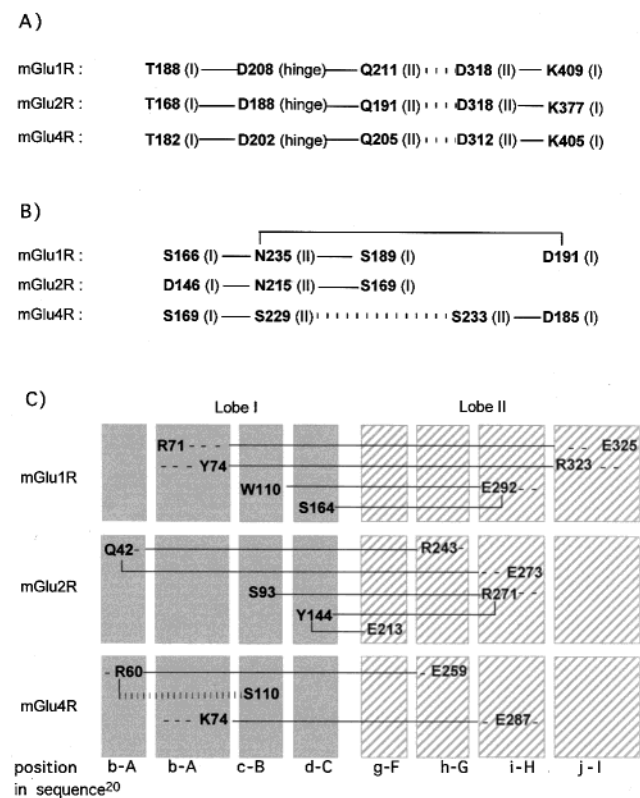 A)
mGlu1R : T188 (I) D208 (hinge) Q211 (II) D318 (II) K409 (I)
mGlu2R : T168 (I) D188 (hinge) Q191 (II) D318 (II) K377 (I)
mGlu4R : T182 (I) D202 (hinge) Q205 (II) D312 (II) K405 (I)
B)
mGlu1R : S166 (I) N235 (II) S189 (I) D191 (I)
mGlu2R : D146 (I) N215 (II) S169 (I)
mGlu4R : S169 (I) S229 (II) S233 (II) D185 (I)
C)
Lobe I Lobe II
R71 E325
mGlu1R Y74 R323
W110 E292
S164
Q42 R243
E273
mGlu2R S93 R271
Y144
E213
R60 E259
mGlu4R S110
K74 E287
position b-A b-A c-B d-C g-F h-G i-H j-I
in sequence20